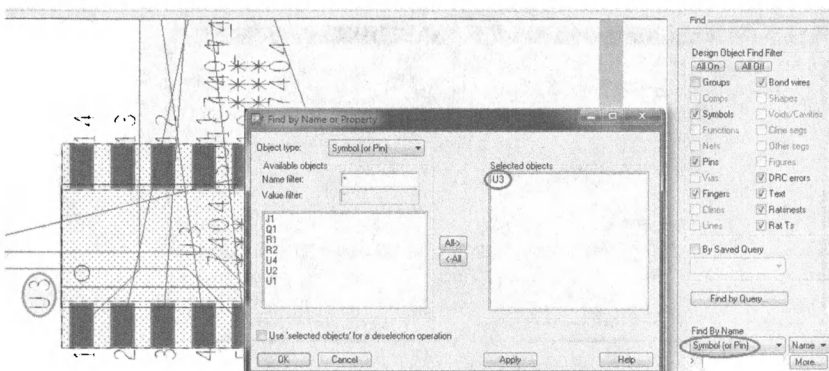 Find
Design Object Find Filter
All On All Off
Groups Bond wires
Comps Shapes
Symbols Voids/Cavities
Functions Cline segs
Nets Other segs
Pins Figures
Vias DRC errors
Fingers Text
Clines Ratsnests
Lines Rat Ts
By Saved Query
Find by Query...
Find By Name
Symbol (or Pin) Name
> More...
Find by Name or Property
Object type: Symbol (or Pin)
Available objects
Name filter: *
Value filter: *
J1
Q1
R1
R2
U4
U2
U1
All->
<-All
Selected objects
U3
Use 'selected objects' for a deselection operation
OK Cancel Apply Help
14 13 12 11
7404
***
***
7404
U3
7404
U3
1 2 3 4